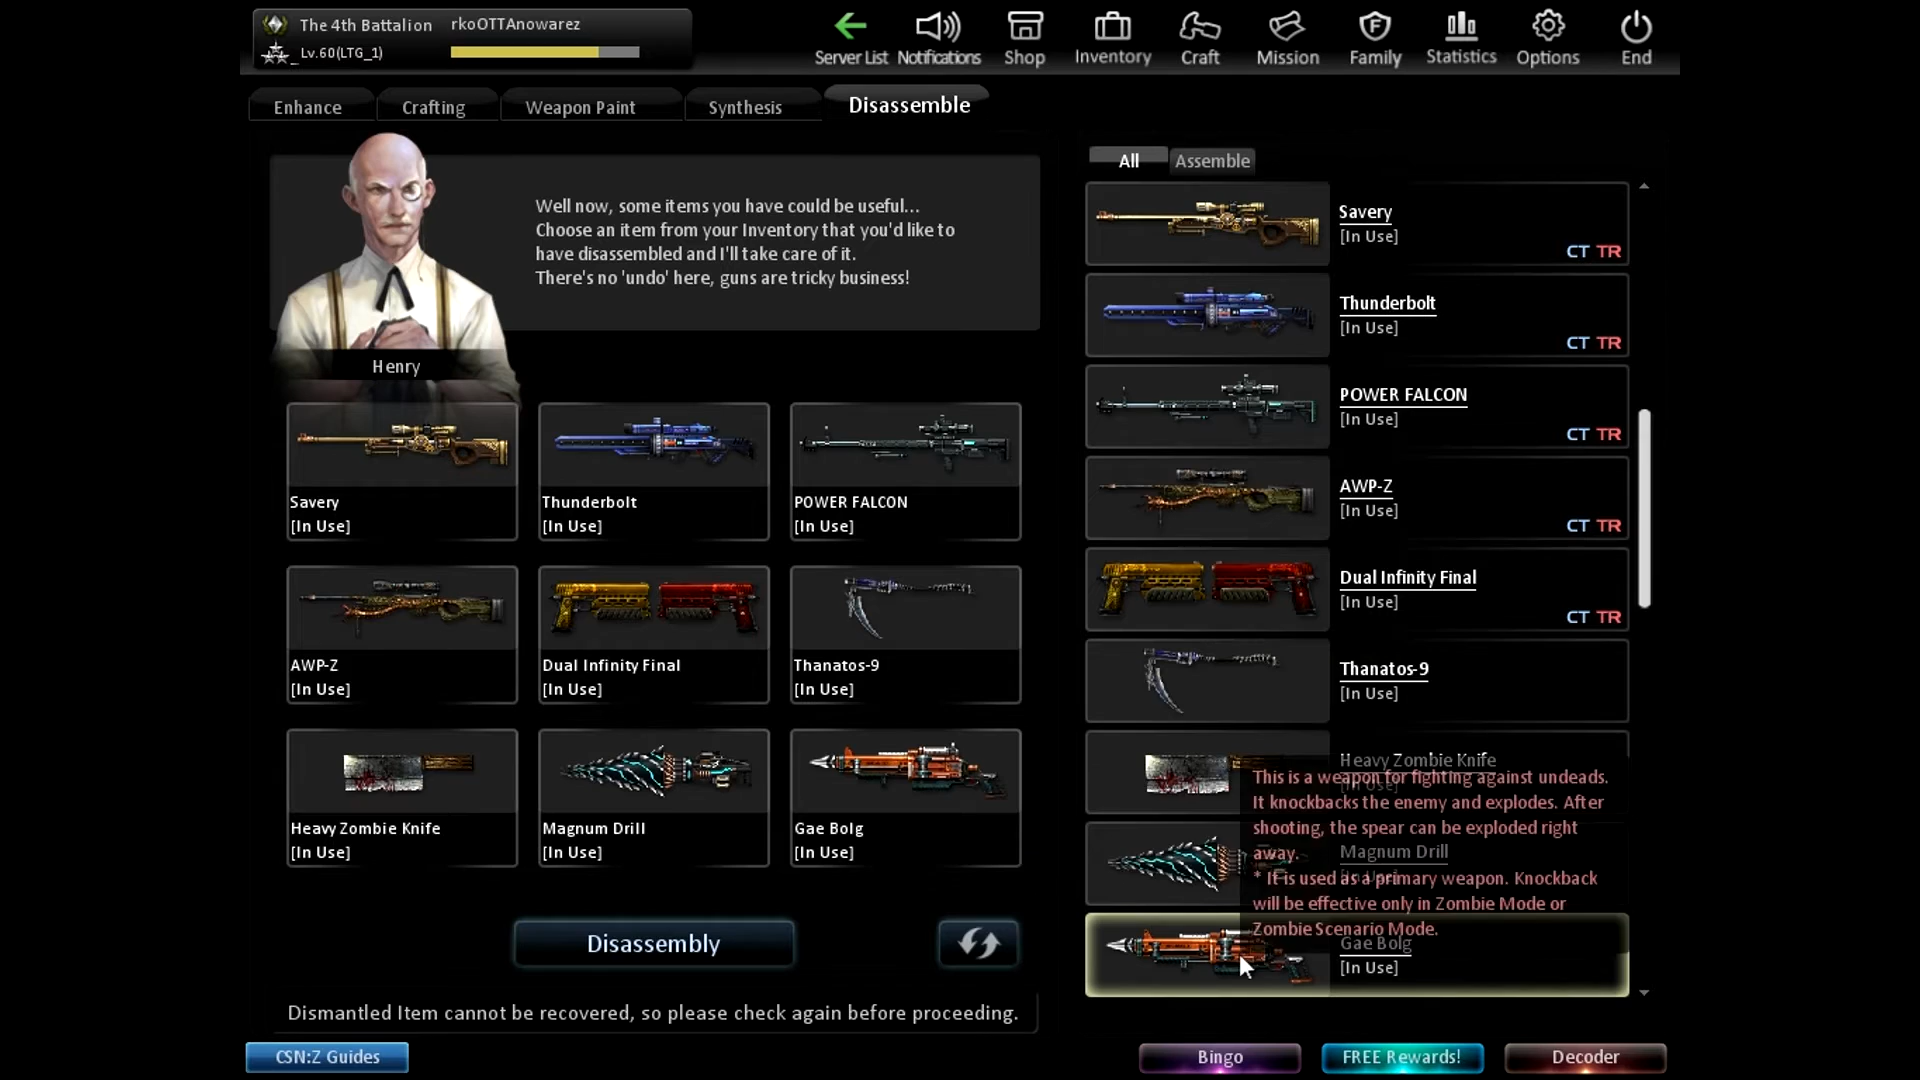 The 4th Battalion rkoOTTAnowarez
Lv.60(LTG_1)
Server List Notifications Shop Inventory Craft Mission Family Statistics Options End
Enhance Crafting Weapon Paint Synthesis Disassemble
Well now, some items you have could be useful...
Choose an item from your Inventory that you'd like to
have disassembled and I'll take care of it.
There's no 'undo' here, guns are tricky business!
Henry
Savery
[In Use]
Thunderbolt
[In Use]
POWER FALCON
[In Use]
AWP-Z
[In Use]
Dual Infinity Final
[In Use]
Thanatos-9
[In Use]
Heavy Zombie Knife
[In Use]
Magnum Drill
[In Use]
Gae Bolg
[In Use]
Disassembly
Dismantled Item cannot be recovered, so please check again before proceeding.
All Assemble
Savery
[In Use]
CT TR
Thunderbolt
[In Use]
CT TR
POWER FALCON
[In Use]
CT TR
AWP-Z
[In Use]
CT TR
Dual Infinity Final
[In Use]
CT TR
Thanatos-9
[In Use]
Heavy Zombie Knife
[In Use]
Magnum Drill
[In Use]
This is a weapon for fighting against undeads.
It knockbacks the enemy and explodes. After
shooting, the spear can be exploded right
away.
* It is used as a primary weapon. Knockback
will be effective only in Zombie Mode or
Zombie Scenario Mode.
Gae Bolg
[In Use]
CSN:Z Guides
Bingo FREE Rewards! Decoder